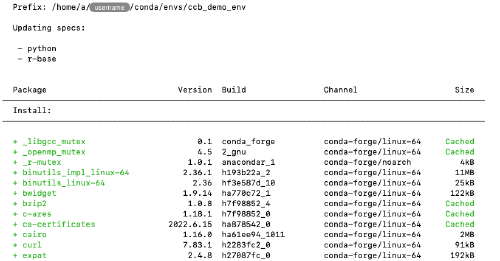 Prefix: /home/a/username/conda/envs/ccb_demo_env
Updating specs:
- python
- r-base
Package Version Build Channel Size
Install:
+ _libgcc_mutex 0.1 conda_forge conda-forge/linux-64 Cached
+ _openmp_mutex 4.5 2_gnu conda-forge/linux-64 Cached
+ _r-mutex 1.0.1 anacondar_1 conda-forge/noarch 4kB
+ binutils_impl_linux-64 2.36.1 h193b22a_2 conda-forge/linux-64 11MB
+ binutils_linux-64 2.36 hf3e587d_10 conda-forge/linux-64 25kB
+ bwidget 1.9.14 ha770c72_1 conda-forge/linux-64 122kB
+ bzip2 1.0.8 h7f98852_4 conda-forge/linux-64 Cached
+ c-ares 1.18.1 h7f98852_0 conda-forge/linux-64 Cached
+ ca-certificates 2022.6.15 ha878542_0 conda-forge/linux-64 Cached
+ cairo 1.16.0 ha61ee94_1011 conda-forge/linux-64 2MB
+ curl 7.83.1 h2283fc2_0 conda-forge/linux-64 91kB
+ expat 2.4.8 h27087fc_0 conda-forge/linux-64 192kB